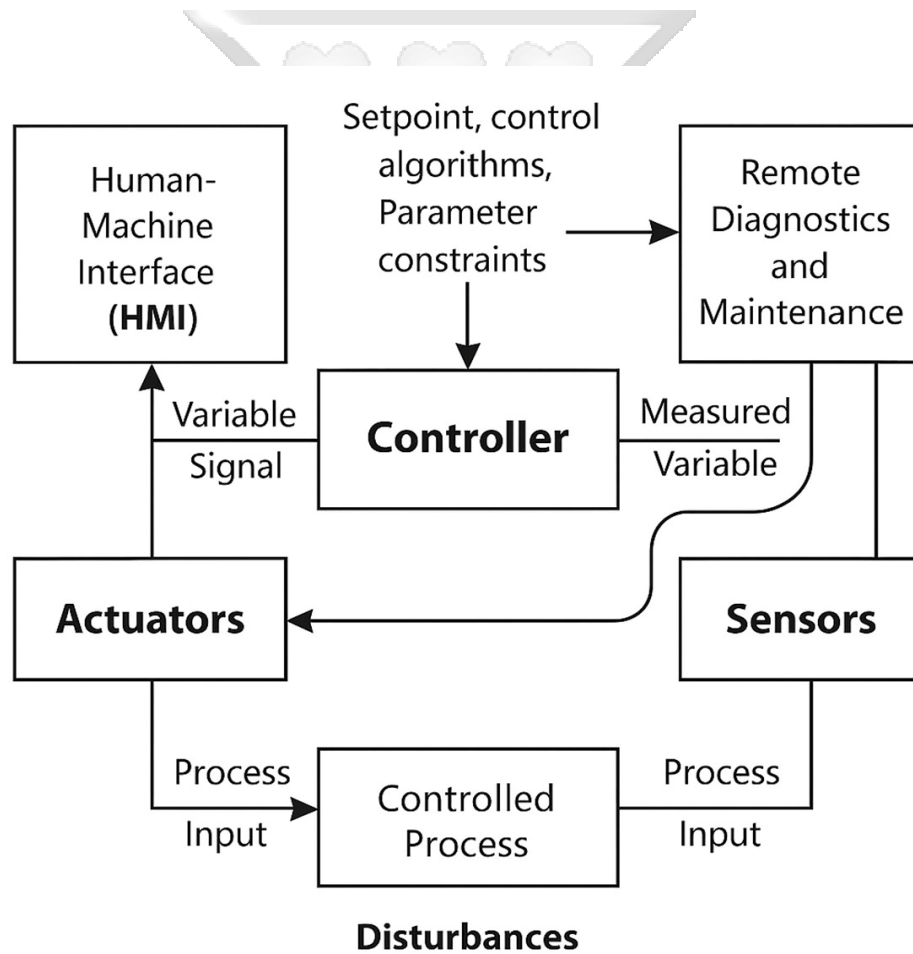 Human-
Machine
Interface
(HMI)
Setpoint, control
algorithms,
Parameter
constraints
Remote
Diagnostics
and
Maintenance
Variable
Signal
Controller
Measured
Variable
Actuators
Sensors
Process
Input
Controlled
Process
Process
Input
Disturbances